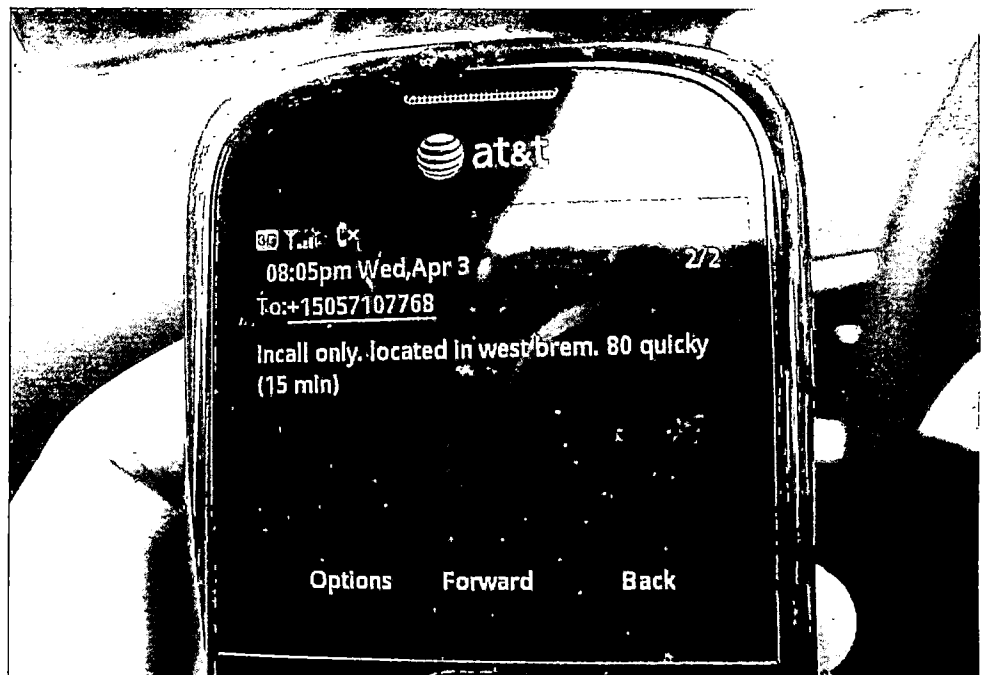 at&t
3G
08:05pm Wed,Apr 3
2/2
To:+15057107768
Incall only. located in west brem. 80 quicky
(15 min)
Options Forward Back